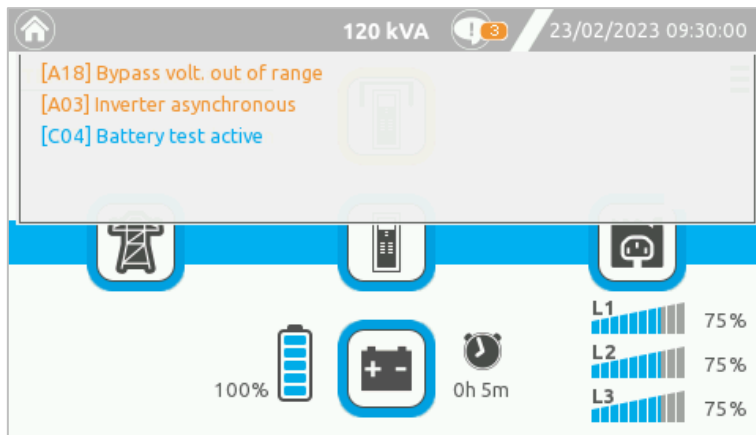 120 kVA
3
23/02/2023 09:30:00
[A18] Bypass volt. out of range
[A03] Inverter asynchronous
[C04] Battery test active
100%
0h 5m
L1
75%
L2
75%
L3
75%